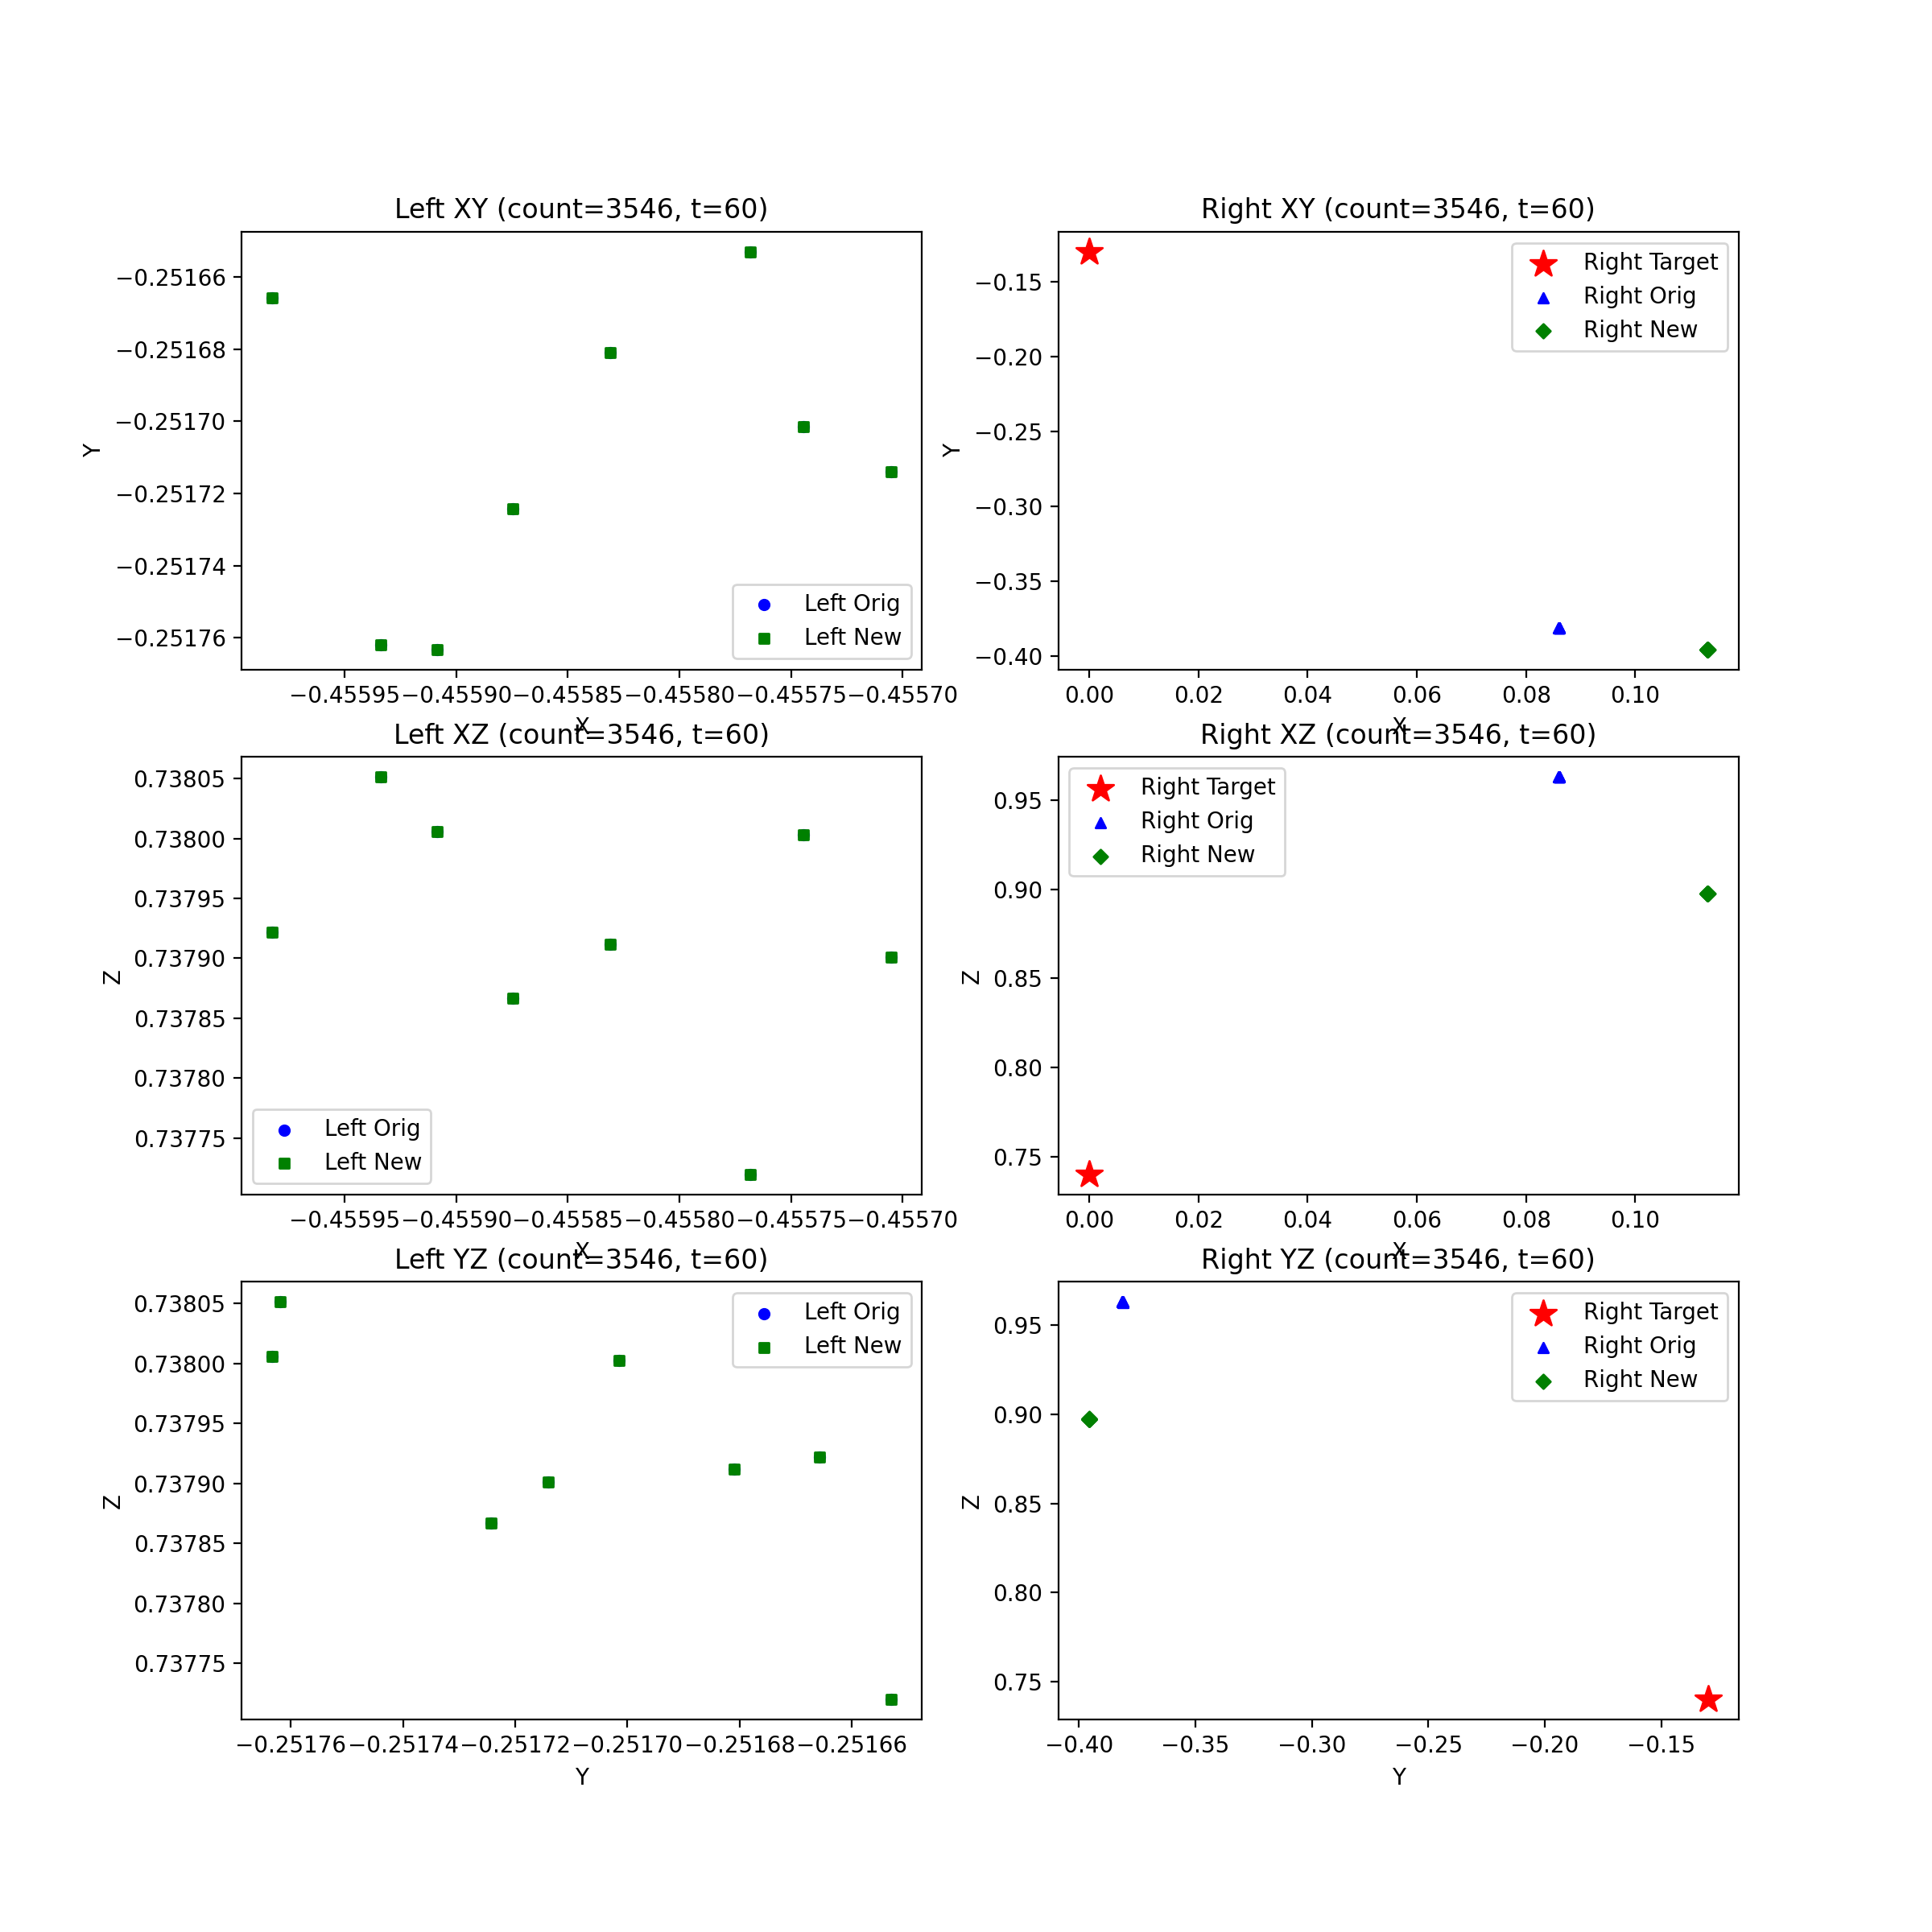 Left XY (count=3546, t=60)
Y
−0.25166
−0.25168
−0.25170
−0.25172
−0.25174
−0.25176
Left Orig
Left New
−0.45595 −0.45590 −0.45585 −0.45580 −0.45575 −0.45570
X
Right XY (count=3546, t=60)
Y
−0.15
−0.20
−0.25
−0.30
−0.35
−0.40
Right Target
Right Orig
Right New
0.00 0.02 0.04 0.06 0.08 0.10
X
Left XZ (count=3546, t=60)
Z
0.73805
0.73800
0.73795
0.73790
0.73785
0.73780
0.73775
Left Orig
Left New
−0.45595 −0.45590 −0.45585 −0.45580 −0.45575 −0.45570
X
Right XZ (count=3546, t=60)
Z
0.95
0.90
0.85
0.80
0.75
Right Target
Right Orig
Right New
0.00 0.02 0.04 0.06 0.08 0.10
X
Left YZ (count=3546, t=60)
Z
0.73805
0.73800
0.73795
0.73790
0.73785
0.73780
0.73775
Left Orig
Left New
−0.25176 −0.25174 −0.25172 −0.25170 −0.25168 −0.25166
Y
Right YZ (count=3546, t=60)
Z
0.95
0.90
0.85
0.80
0.75
Right Target
Right Orig
Right New
−0.40 −0.35 −0.30 −0.25 −0.20 −0.15
Y